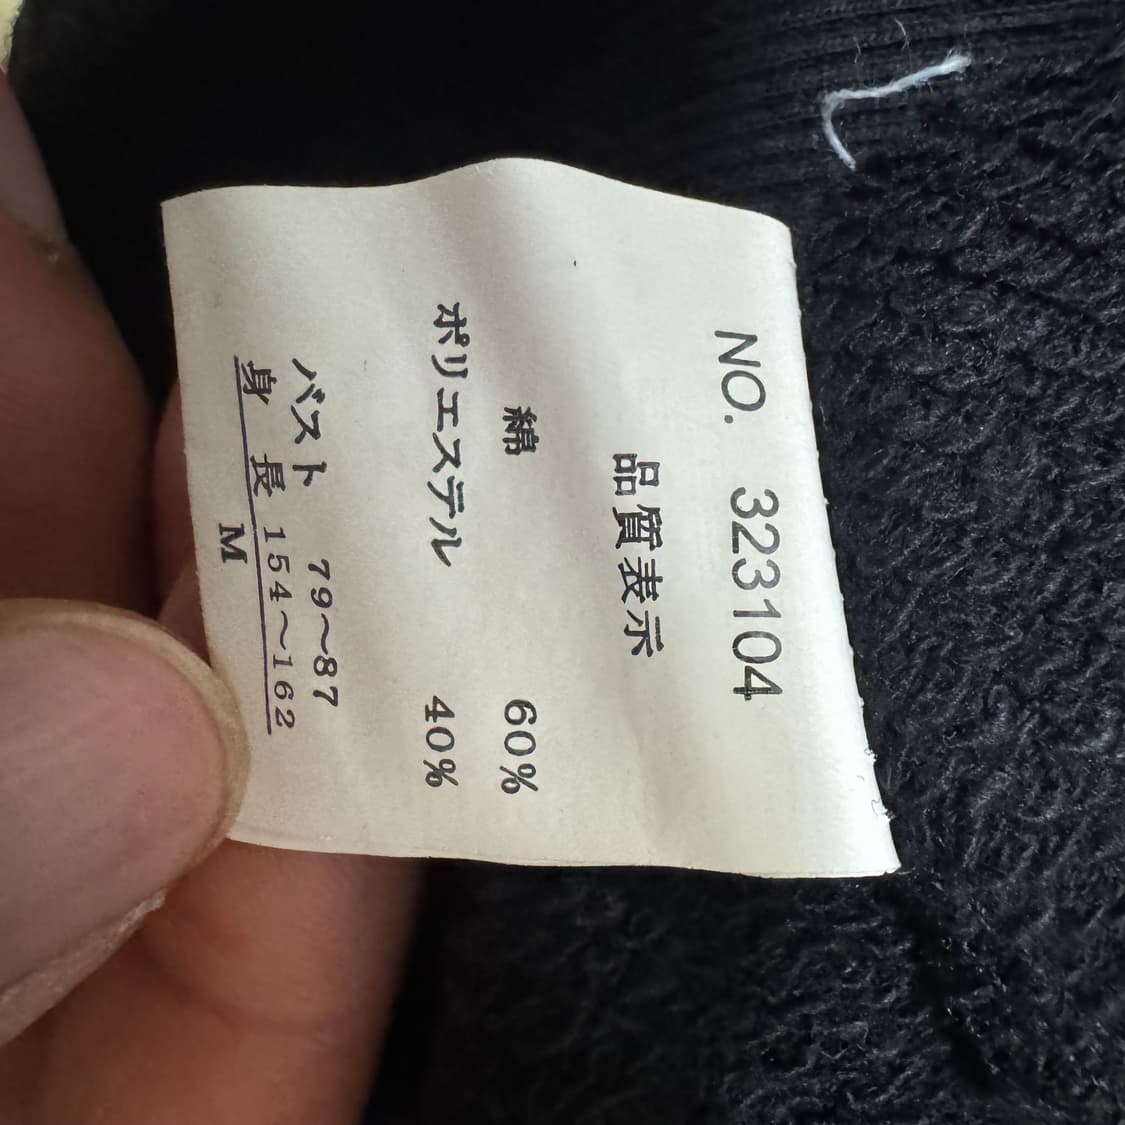 NO. 323104
品質表示
綿 60%
ポリエステル 40%
バスト 79〜87
身長 154〜162
M